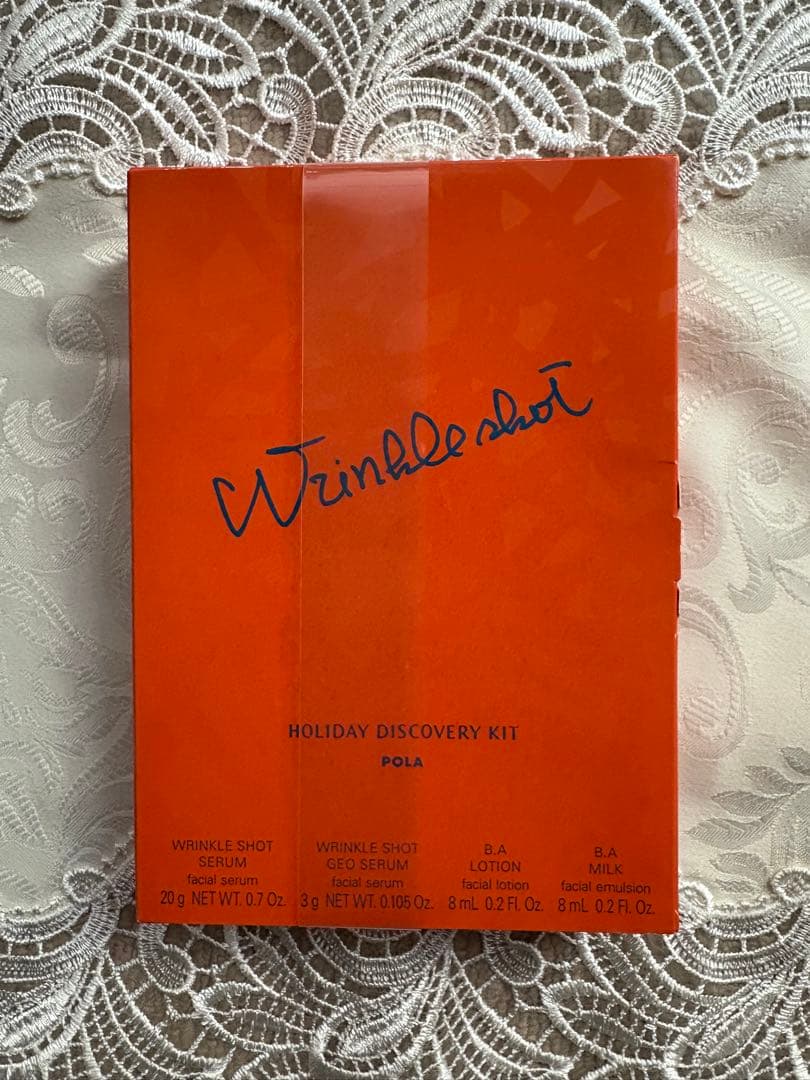 Wrinkle shot
HOLIDAY DISCOVERY KIT
POLA
WRINKLE SHOT
SERUM
facial serum
20 g NET WT. 0.7 Oz.
WRINKLE SHOT
GEO SERUM
facial serum
3 g NET WT. 0.105 Oz.
B.A
LOTION
facial lotion
8 mL 0.2 Fl. Oz.
B.A
MILK
facial emulsion
8 mL 0.2 Fl. Oz.